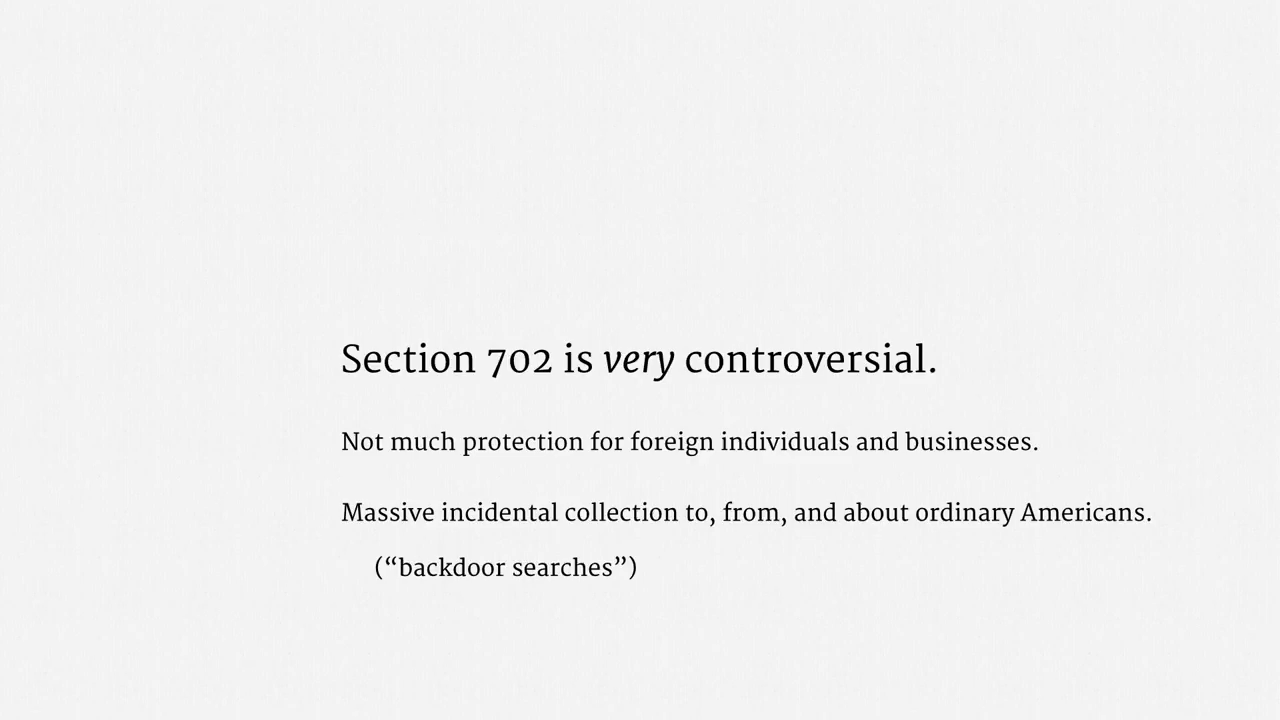 Section 702 is very controversial.
Not much protection for foreign individuals and businesses.
Massive incidental collection to, from, and about ordinary Americans.
(“backdoor searches”)